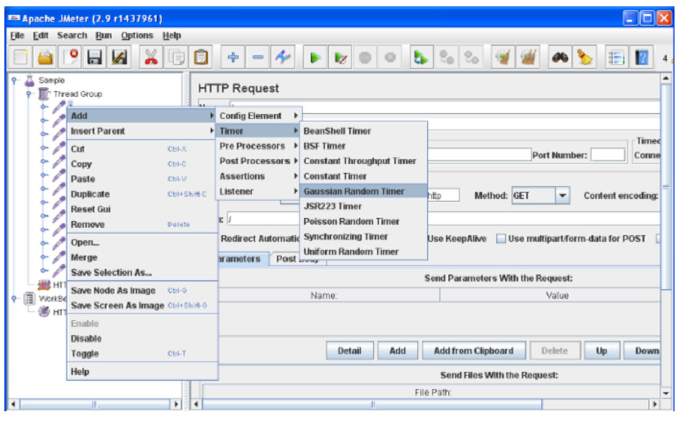 Apache JMeter (2.9 r1437961)
File Edit Search Run Options Help
4
Sample
Thread Group
HTTP Request
Add
Insert Parent
Cut Ctrl-X
Copy Ctrl-C
Paste Ctrl-V
Duplicate Ctrl+Shift-C
Reset Gui
Remove Delete
Open...
Merge
Save Selection As...
Save Node As Image Ctrl-G
Save Screen As Image Ctrl+Shift-G
Enable
Disable
Toggle Ctrl-T
Help
Config Element
Timer
Pre Processors
Post Processors
Assertions
Listener
BeanShell Timer
BSF Timer
Constant Throughput Timer
Constant Timer
Gaussian Random Timer
JSR223 Timer
Poisson Random Timer
Synchronizing Timer
Uniform Random Timer
Port Number:
Conne
http Method: GET Content encoding:
/
Redirect Automatic
Use KeepAlive Use multipart/form-data for POST
arameters Post Body
Send Parameters With the Request:
Name: Value
Detail Add Add from Clipboard Delete Up Down
Send Files With the Request:
File Path:
HTT
WorkBe
HTT